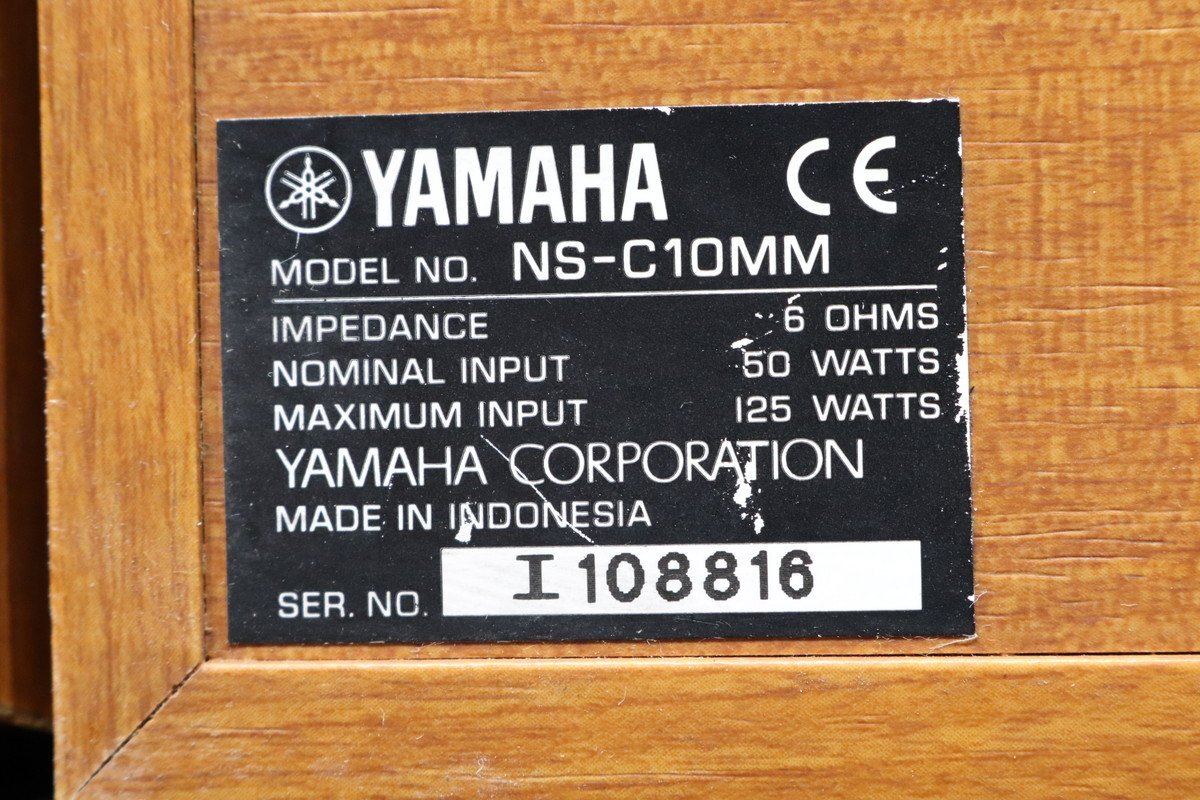 YAMAHA CE
MODEL NO. NS-C10MM
IMPEDANCE 6 OHMS
NOMINAL INPUT 50 WATTS
MAXIMUM INPUT 125 WATTS
YAMAHA CORPORATION
MADE IN INDONESIA
SER. NO. I108816